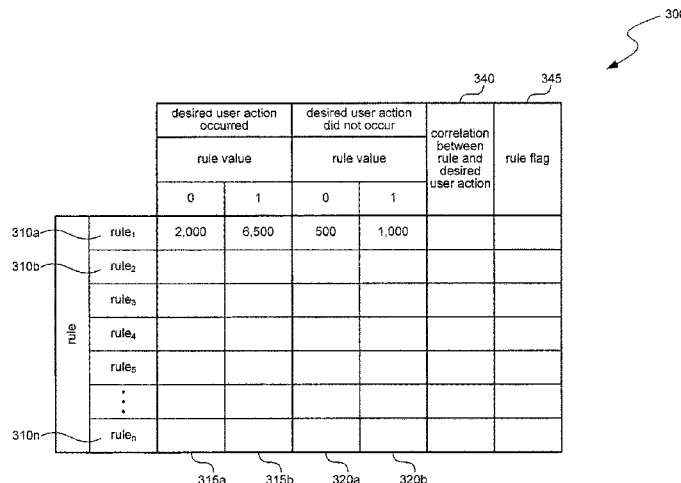 300
340
345
desired user action occurred
desired user action did not occur
correlation between rule and desired user action
rule flag
rule value
rule value
0
1
0
1
310a
rule1
2,000
6,500
500
1,000
310b
rule2
rule3
rule
rule4
rule5
310n
rulen
315a
315b
320a
320b